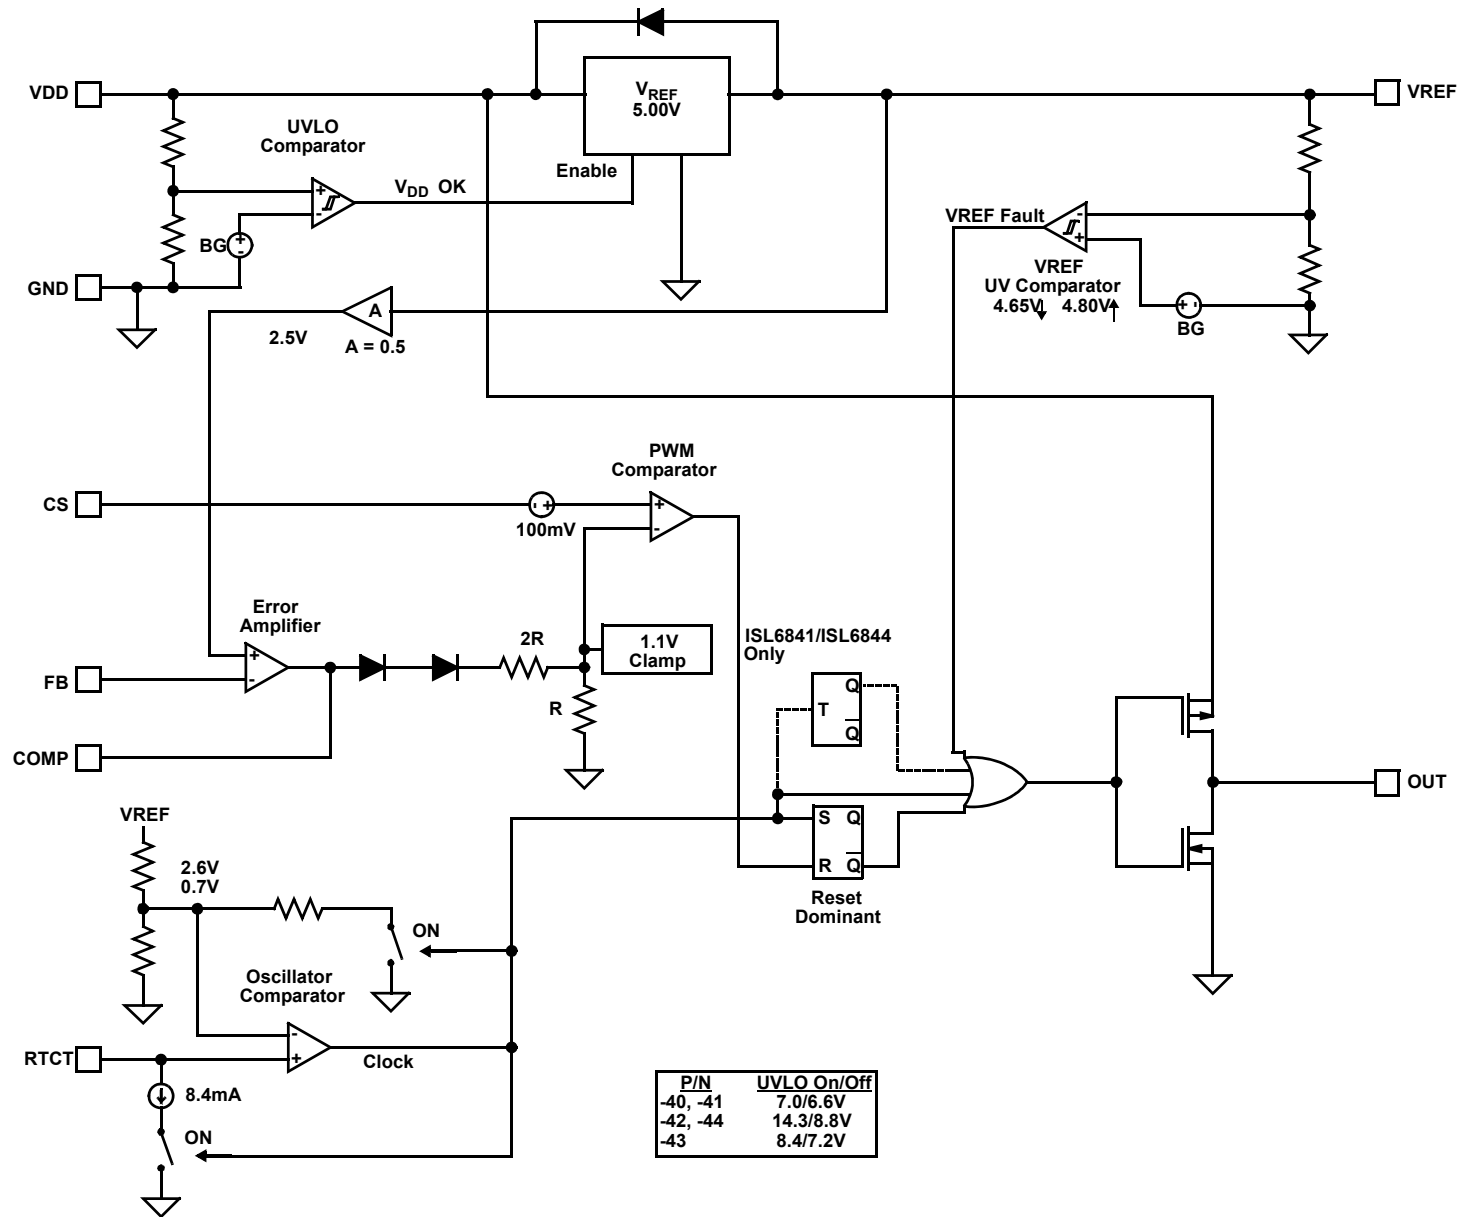 VDD
VREF
5.00V
VREF
UVLO
Comparator
+
-
VDD OK
Enable
BG
+
-
GND
VREF Fault
-
+
VREF
UV Comparator
4.65V 4.80V
+ -
BG
2.5V
A
A = 0.5
PWM
Comparator
CS
- +
100mV
+
-
Error
Amplifier
+
-
FB
COMP
2R
R
1.1V
Clamp
ISL6841/ISL6844
Only
T
Q
Q
S Q
R Q
Reset
Dominant
OUT
VREF
2.6V
0.7V
ON
Oscillator
Comparator
-
+
RTCT
Clock
8.4mA
ON
P/N UVLO On/Off
-40, -41 7.0/6.6V
-42, -44 14.3/8.8V
-43 8.4/7.2V